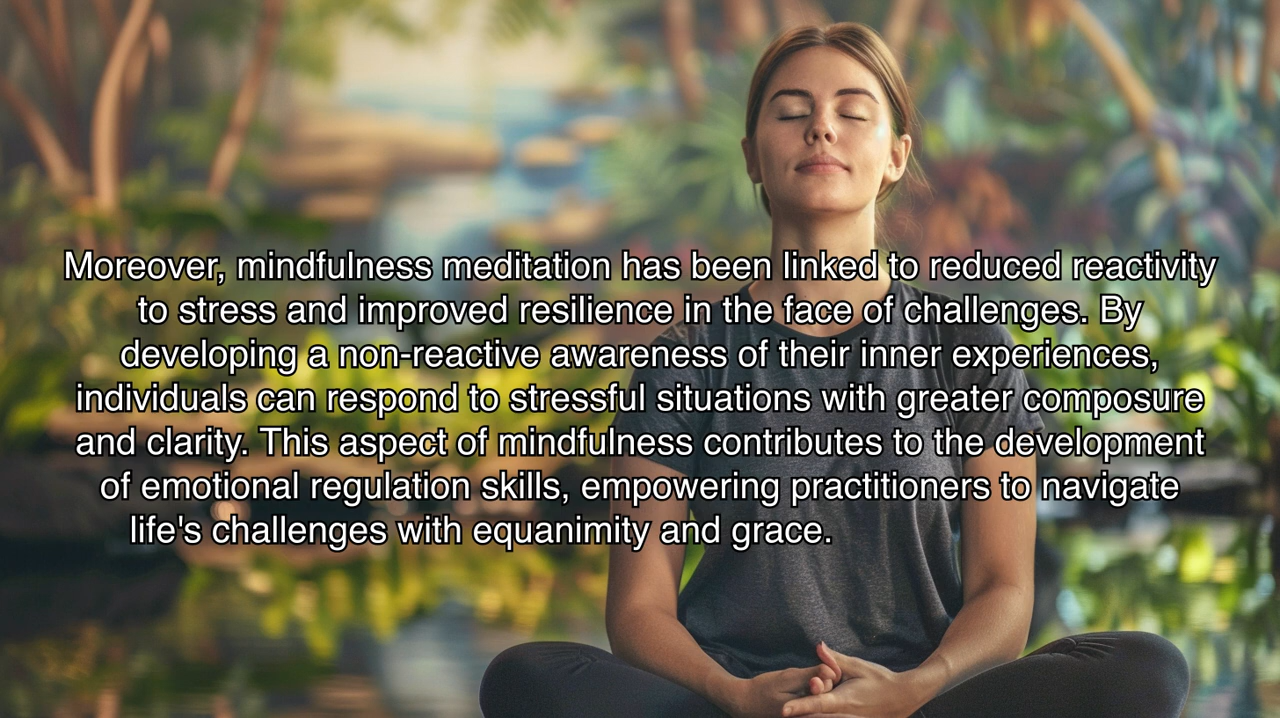 Moreover, mindfulness meditation has been linked to reduced reactivity
to stress and improved resilience in the face of challenges. By
developing a non-reactive awareness of their inner experiences,
individuals can respond to stressful situations with greater composure
and clarity. This aspect of mindfulness contributes to the development
of emotional regulation skills, empowering practitioners to navigate
life's challenges with equanimity and grace.